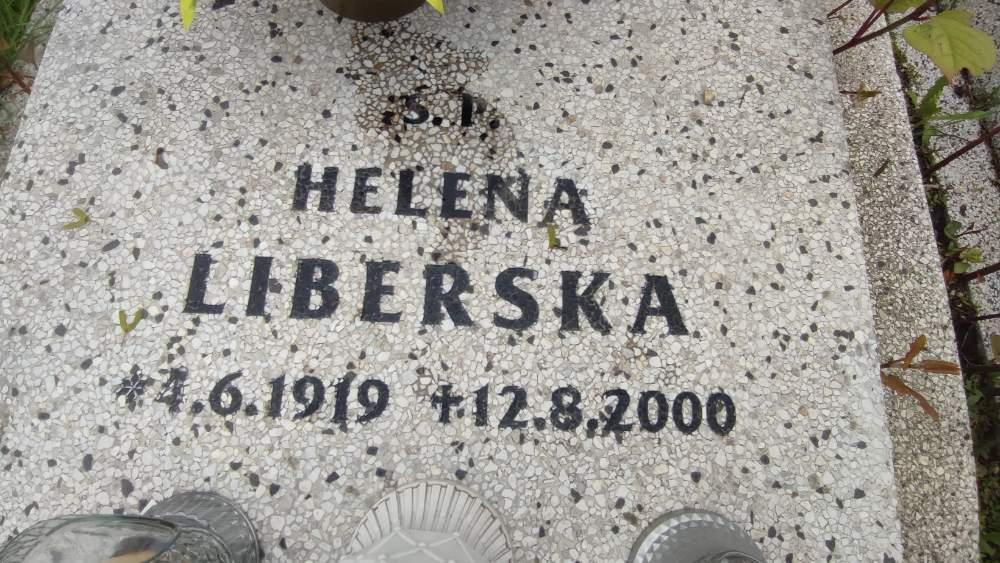 Ś.P.
HELENA
LIBERSKA
*4.6.1919 †12.8.2000